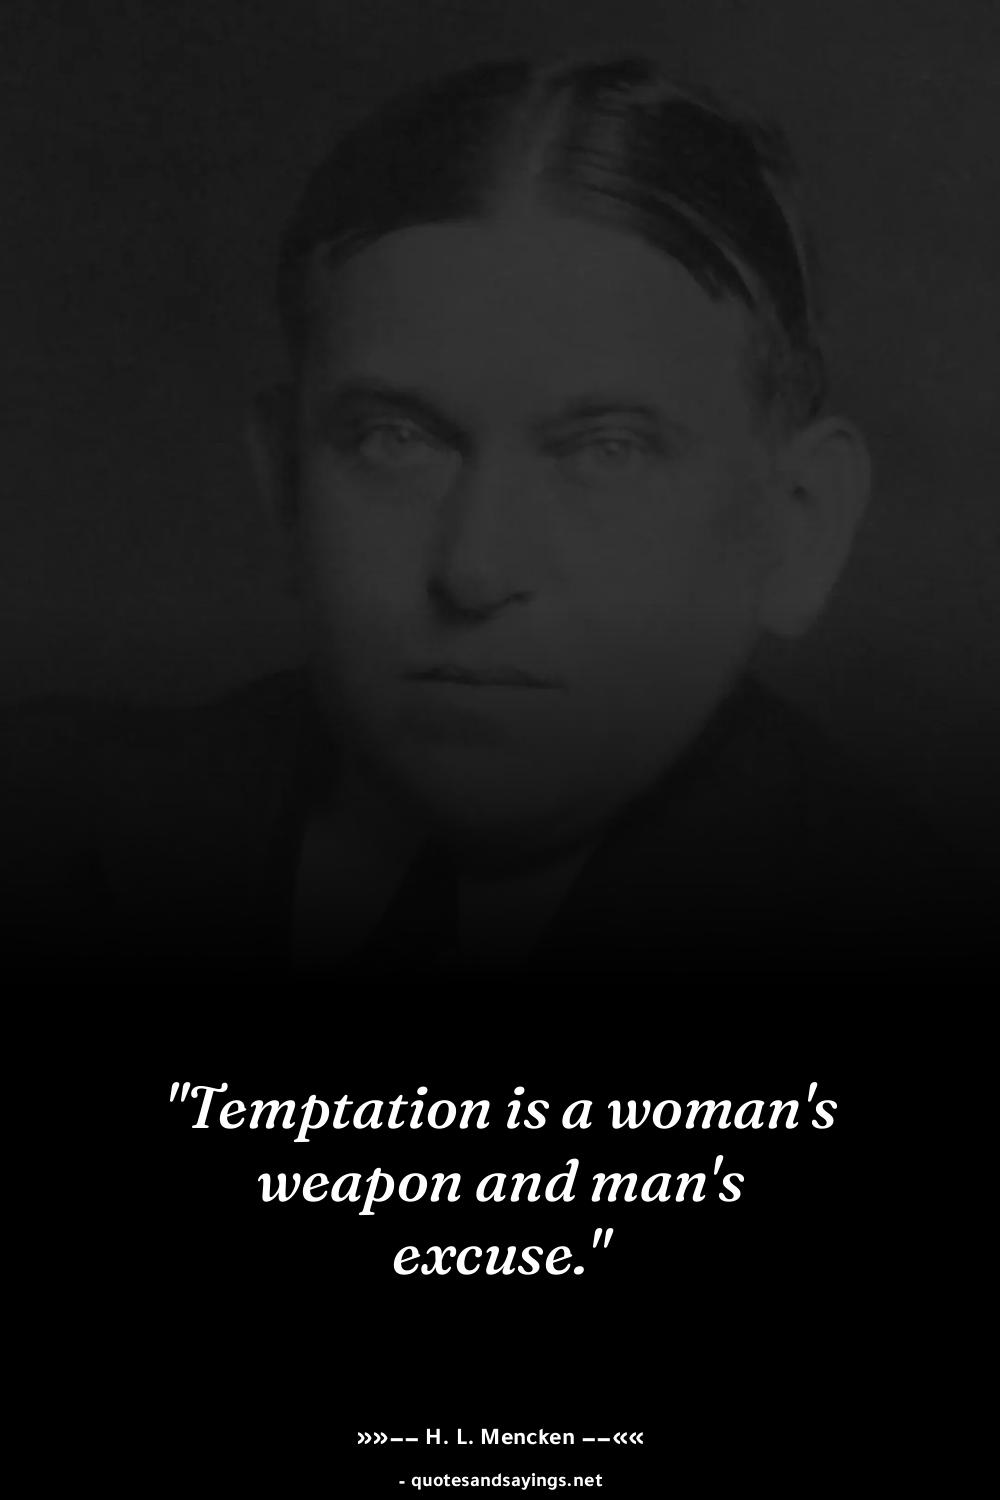 "Temptation is a woman's
weapon and man's
excuse."
»»–– H. L. Mencken ––««
- quotesandsayings.net